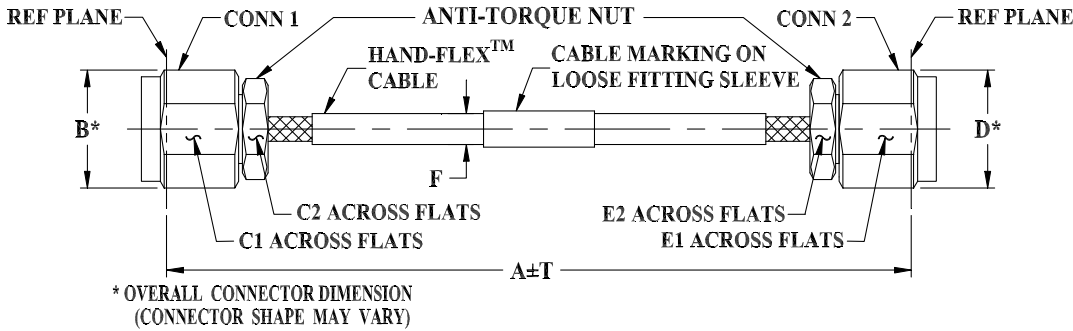 REF PLANE
CONN 1
ANTI-TORQUE NUT
CONN 2
REF PLANE
HAND-FLEX™
CABLE
CABLE MARKING ON
LOOSE FITTING SLEEVE
B*
D*
F
C2 ACROSS FLATS
E2 ACROSS FLATS
C1 ACROSS FLATS
E1 ACROSS FLATS
A±T
* OVERALL CONNECTOR DIMENSION
(CONNECTOR SHAPE MAY VARY)